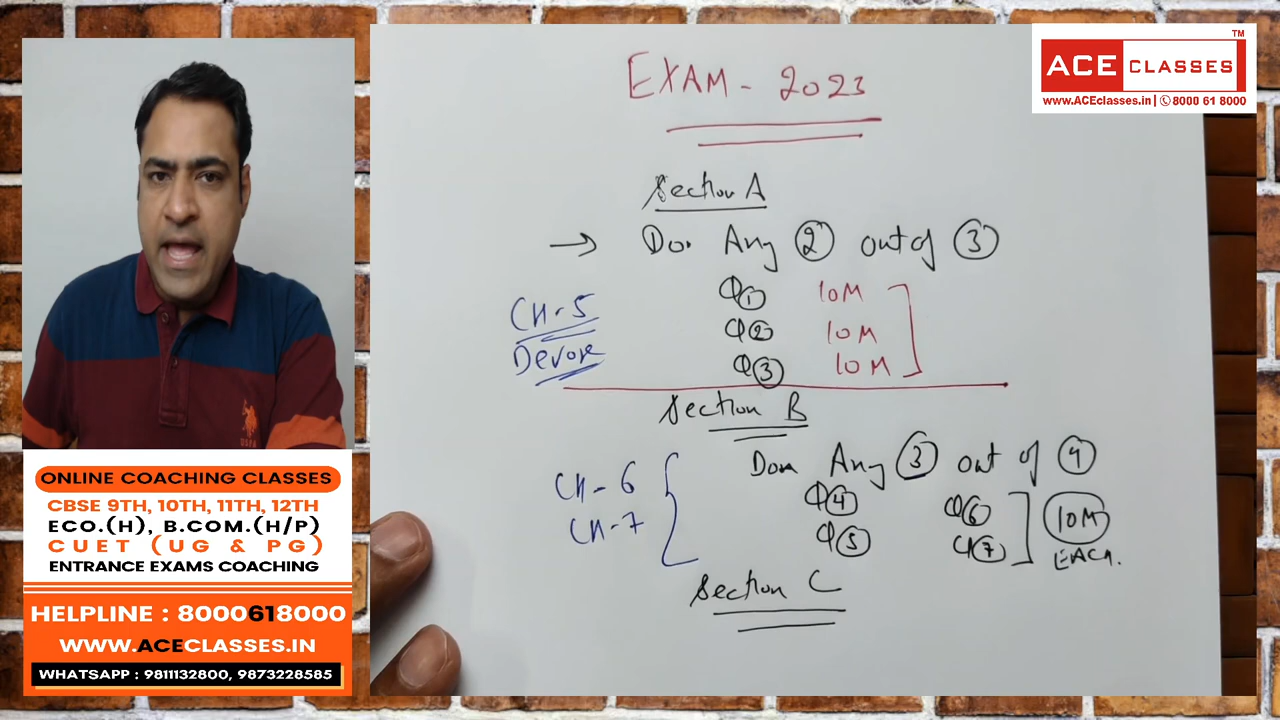 EXAM - 2023
Section A
→ Do Any 2 out of 3
Q1 10M
CH-5
Q2 10M
Devore
Q3 10M
Section B
Do Any 3 out of 4
CH-6
Q4 Q6 10M
CH-7
Q5 Q7 EACH.
Section C
TM
ACE CLASSES
www.ACEclasses.in | 8000 61 8000
USPA
ONLINE COACHING CLASSES
CBSE 9TH, 10TH, 11TH, 12TH
ECO.(H), B.COM.(H/P)
CUET (UG & PG)
ENTRANCE EXAMS COACHING
HELPLINE : 8000618000
WWW.ACECLASSES.IN
WHATSAPP : 9811132800, 9873228585